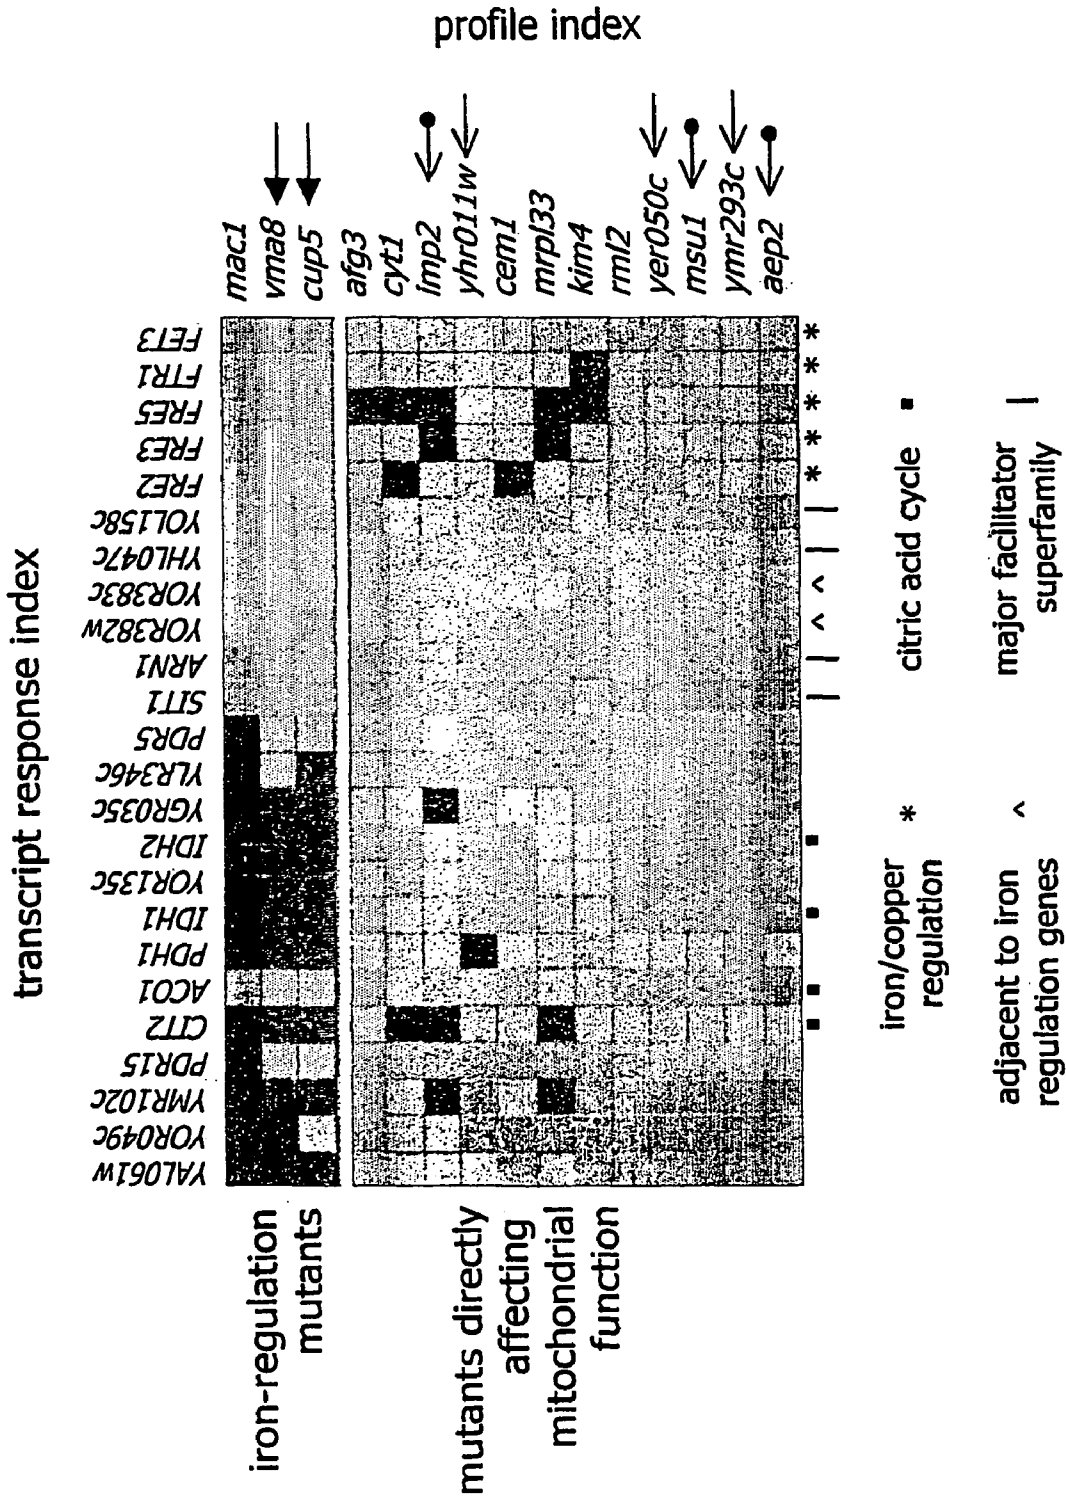 transcript response index
YAL061w
YOR049c
YMR102c
PDR15
CIT2
ACO1
PDH1
IDH1
YOR135c
IDH2
YGR035c
YLR346c
PDR5
SIT1
ARN1
YOR382w
YOR383c
YHL047c
YOL158c
FRE2
FRE3
FRE5
FTR1
FET3
profile index
mac1
vma8
cup5
afg3
cyt1
imp2
yhr011w
cem1
mrpl33
kim4
rml2
yer050c
msu1
ymr293c
aep2
iron-regulation
mutants
mutants directly
affecting
mitochondrial
function
* * * * *
| | ^ ^ | |
iron/copper
regulation *
citric acid cycle ▪
adjacent to iron
regulation genes ^
major facilitator
superfamily |